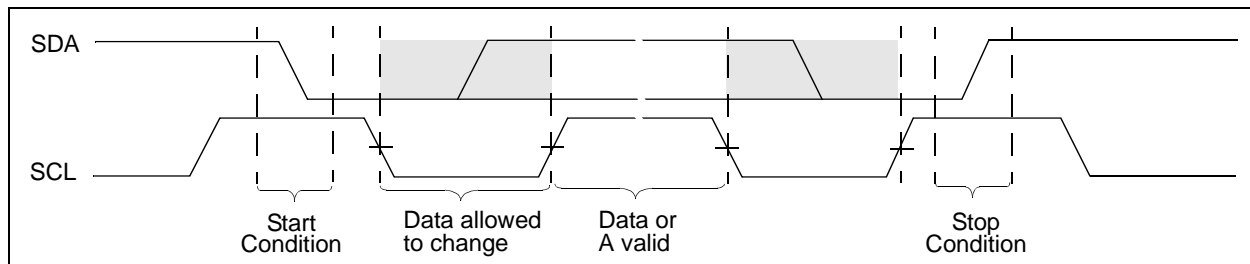 SDA
SCL
Start
Condition
Data allowed
to change
Data or
A valid
Stop
Condition